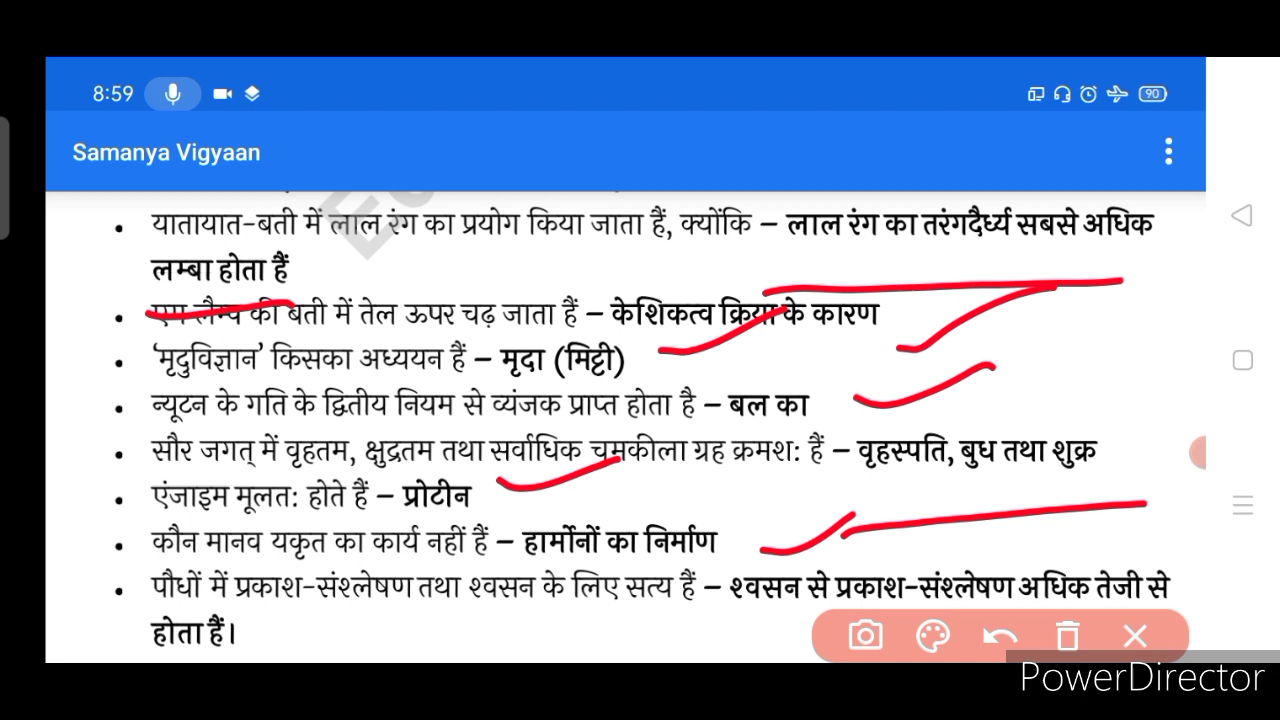 8:59
90
Samanya Vigyaan
यातायात-बती में लाल रंग का प्रयोग किया जाता हैं, क्योंकि – लाल रंग का तरंगदैर्ध्य सबसे अधिक
लम्बा होता हैं
की बती में तेल ऊपर चढ़ जाता हैं – केशिकत्व क्रिया के कारण
‘मृदुविज्ञान’ किसका अध्ययन हैं – मृदा (मिट्टी)
न्यूटन के गति के द्वितीय नियम से व्यंजक प्राप्त होता है – बल का
सौर जगत् में वृहतम, क्षुद्रतम तथा सर्वाधिक चमकीला ग्रह क्रमश: हैं – वृहस्पति, बुध तथा शुक्र
एंजाइम मूलत: होते हैं – प्रोटीन
कौन मानव यकृत का कार्य नहीं हैं – हार्मोनों का निर्माण
पौधों में प्रकाश-संश्लेषण तथा श्वसन के लिए सत्य हैं – श्वसन से प्रकाश-संश्लेषण अधिक तेजी से
होता हैं।
PowerDirector